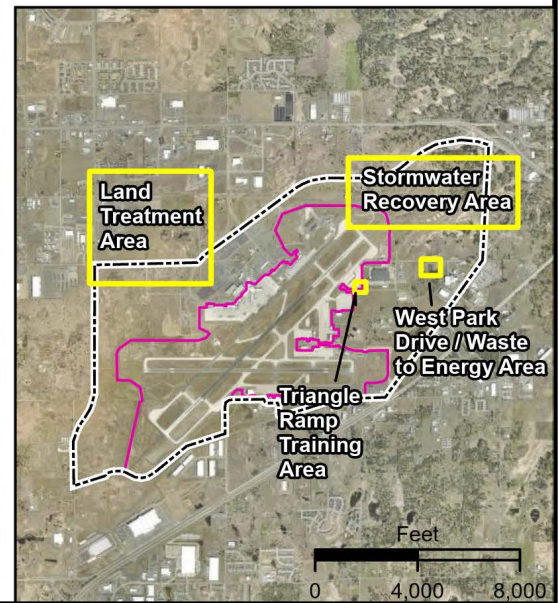 Land
Treatment
Area
Stormwater
Recovery Area
West Park
Drive / Waste
to Energy Area
Triangle
Ramp
Training
Area
Feet
0 4,000 8,000